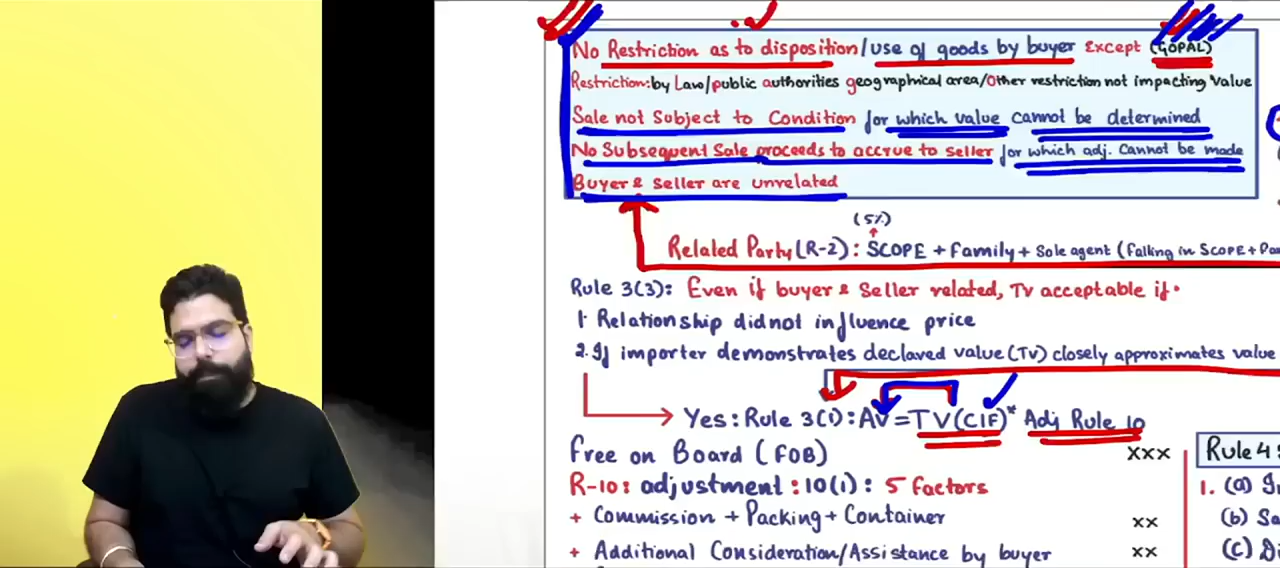 No Restriction as to disposition/use of goods by buyer Except (GOPAL)
Restriction: by Law/public authorities geographical area/Other restriction not impacting value
Sale not Subject to Condition for which value cannot be determined
No Subsequent Sale proceeds to accrue to seller for which adj. Cannot be made
Buyer & Seller are unrelated
(5%)
Related Party (R-2): SCOPE + Family + Sole agent (Falling in SCOPE +
Rule 3(3): Even if buyer & Seller related, TV acceptable if
1. Relationship did not influence price
2. If importer demonstrates declared value (TV) closely approximates value
Yes: Rule 3(1): AV = TV (CIF)* Adj Rule 10
Free on Board (FOB) xxx
R-10: adjustment: 10(1): 5 factors
+ Commission + Packing + Container xx
+ Additional Consideration/Assistance by buyer xx
Rule 4
1. (a)
(b)
(c)